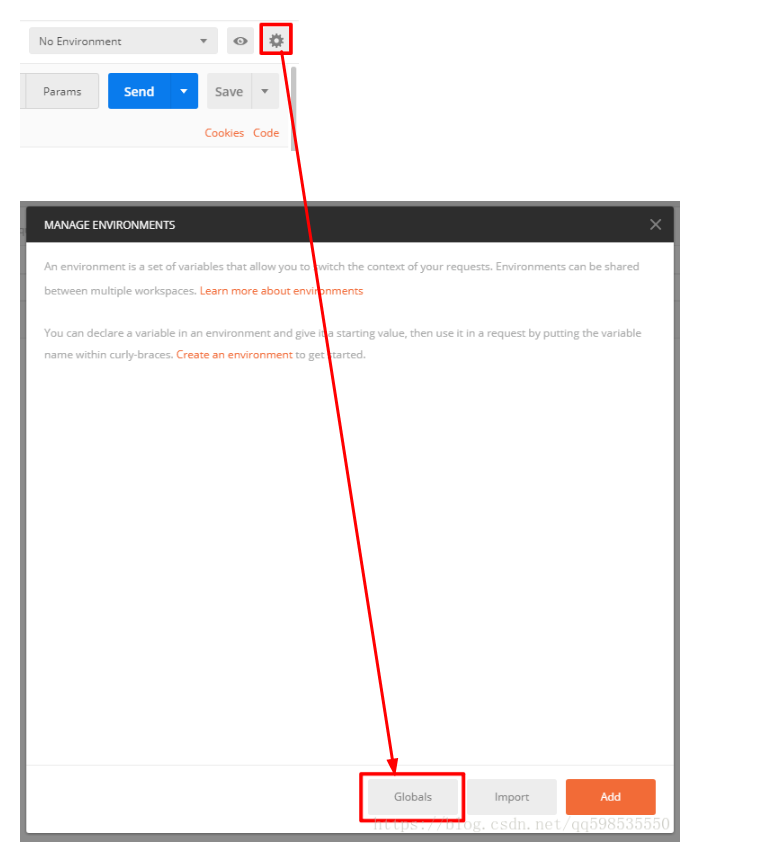 No Environment
Params Send Save
Cookies Code
MANAGE ENVIRONMENTS
An environment is a set of variables that allow you to switch the context of your requests. Environments can be shared
between multiple workspaces. Learn more about environments
You can declare a variable in an environment and give it a starting value, then use it in a request by putting the variable
name within curly-braces. Create an environment to get started.
Globals Import Add
https://blog.csdn.net/qq598535550